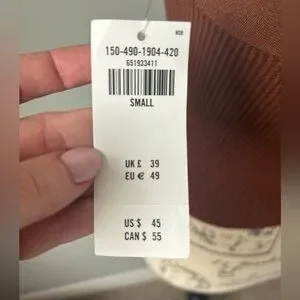 150-490-1904-420
651933411
SMALL
UK £ 39
EU € 49
US $ 45
CAN $ 55